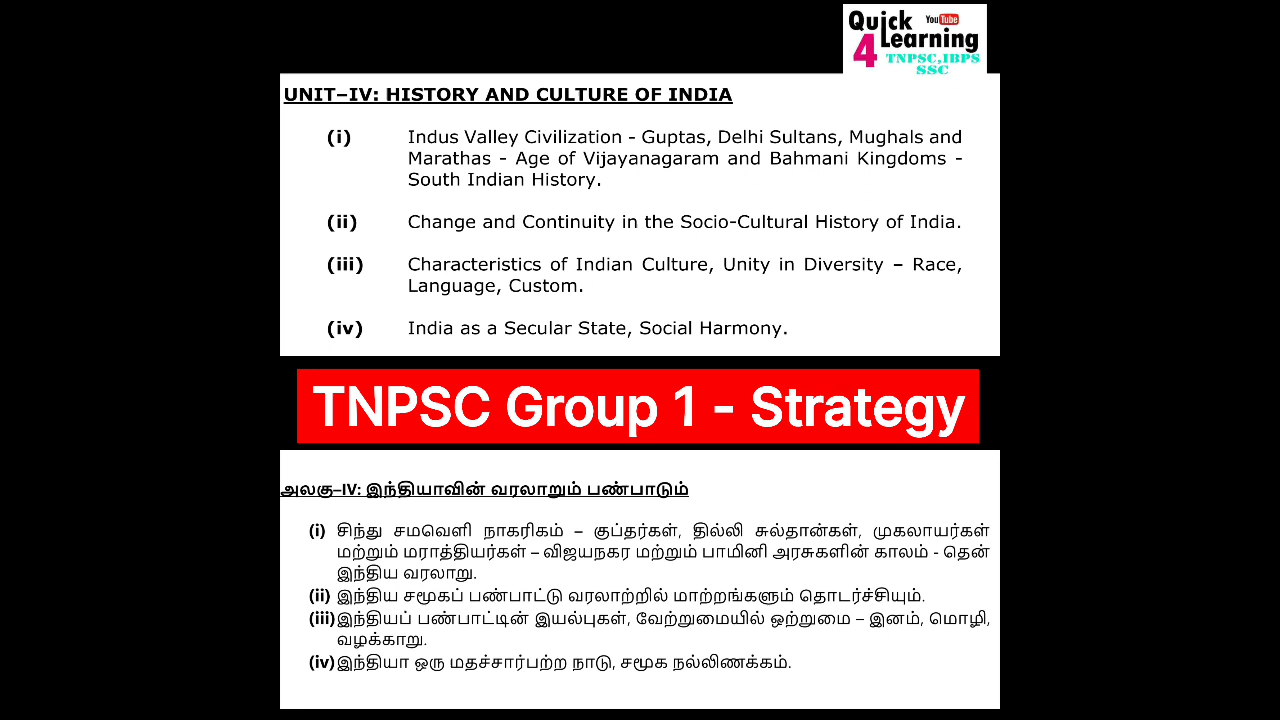 Quick YouTube
4 Learning
TNPSC,IBPS
SSC
UNIT–IV: HISTORY AND CULTURE OF INDIA
(i) Indus Valley Civilization - Guptas, Delhi Sultans, Mughals and
Marathas - Age of Vijayanagaram and Bahmani Kingdoms -
South Indian History.
(ii) Change and Continuity in the Socio-Cultural History of India.
(iii) Characteristics of Indian Culture, Unity in Diversity – Race,
Language, Custom.
(iv) India as a Secular State, Social Harmony.
TNPSC Group 1 - Strategy
அலகு–IV: இந்தியாவின் வரலாறும் பண்பாடும்
(i) சிந்து சமவெளி நாகரிகம் – குப்தர்கள், தில்லி சுல்தான்கள், முகலாயர்கள்
மற்றும் மராத்தியர்கள் – விஜயநகர மற்றும் பாமினி அரசுகளின் காலம் - தென்
இந்திய வரலாறு.
(ii) இந்திய சமூகப் பண்பாட்டு வரலாற்றில் மாற்றங்களும் தொடர்ச்சியும்.
(iii) இந்தியப் பண்பாட்டின் இயல்புகள், வேற்றுமையில் ஒற்றுமை – இனம், மொழி,
வழக்காறு.
(iv) இந்தியா ஒரு மதச்சார்பற்ற நாடு, சமூக நல்லிணக்கம்.